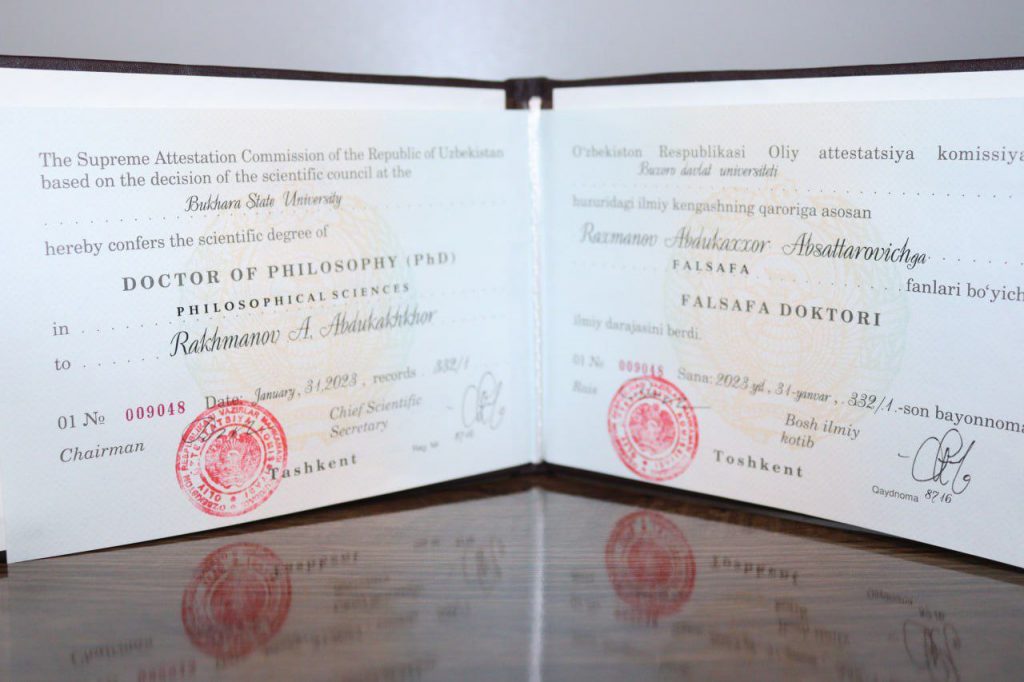 The Supreme Attestation Commission of the Republic of Uzbekistan
based on the decision of the scientific council at the
Bukhara State University
hereby confers the scientific degree of
DOCTOR OF PHILOSOPHY (PhD)
in PHILOSOPHICAL SCIENCES
to Rakhmanov A. Abdukakhkhor
01 № 009048 Date: January, 31.2023, records 332/1
Chairman
Chief Scientific
Secretary
Tashkent
Reg. № 8716
O'zbekiston Respublikasi Oliy attestatsiya komissiya
Buxoro davlat universiteti
huzuridagi ilmiy kengashning qaroriga asosan
Raxmanov Abdukaxxor Absattarovichga
FALSAFA fanlari bo'yich
FALSAFA DOKTORI
ilmiy darajasini berdi.
01 № 009048 Sana: 2023 yil, 31-yanvar, 332/1.-son bayonnoma
Rais
Bosh ilmiy
kotib
Toshkent
Qaydnoma 8716